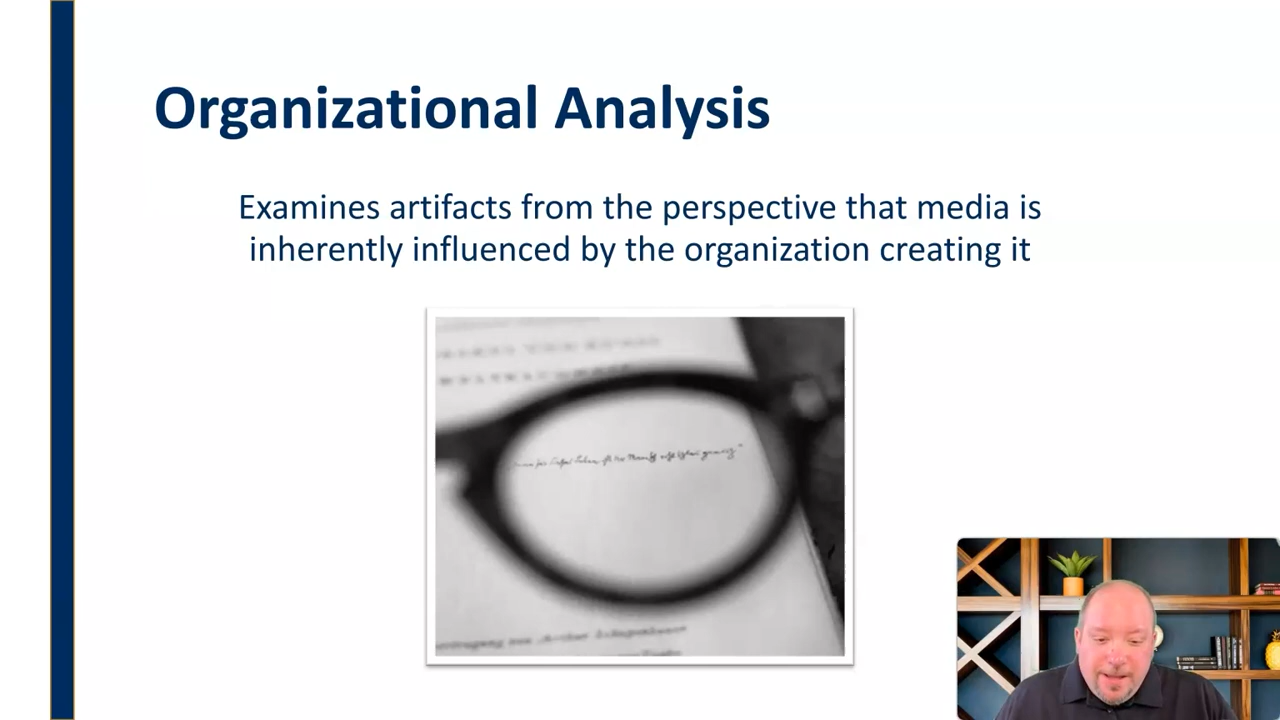 Organizational Analysis
Examines artifacts from the perspective that media is
inherently influenced by the organization creating it